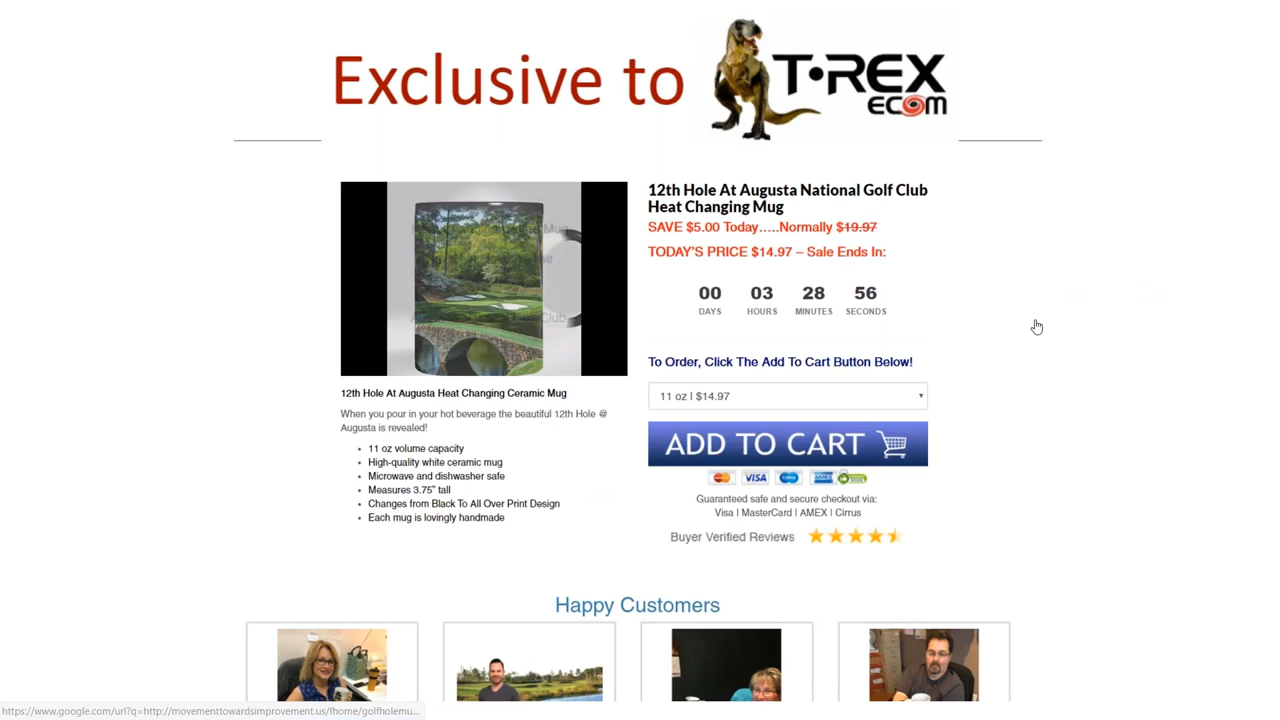 Exclusive to
T•REX
ECOM
12th Hole At Augusta National Golf Club
Heat Changing Mug
SAVE $5.00 Today…..Normally $19.97
TODAY'S PRICE $14.97 – Sale Ends In:
00 03 28 56
DAYS HOURS MINUTES SECONDS
To Order, Click The Add To Cart Button Below!
11 oz | $14.97
ADD TO CART
VISA
Guaranteed safe and secure checkout via:
Visa | MasterCard | AMEX | Cirrus
Buyer Verified Reviews
12th Hole At Augusta Heat Changing Ceramic Mug
When you pour in your hot beverage the beautiful 12th Hole @
Augusta is revealed!
11 oz volume capacity
High-quality white ceramic mug
Microwave and dishwasher safe
Measures 3.75” tall
Changes from Black To All Over Print Design
Each mug is lovingly handmade
Happy Customers
https://www.google.com/url?q=http://movementtowardsimprovement.us/fhome/golfholemu...